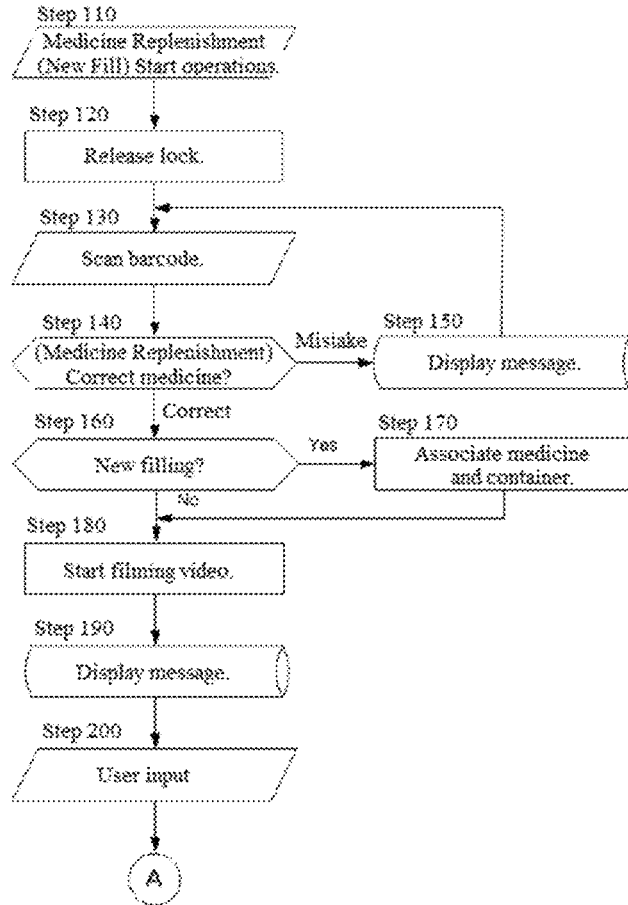 Step 110
Medicine Replenishment
(New Fill) Start operations.
Step 120
Release lock.
Step 130
Scan barcode.
Step 140
(Medicine Replenishment)
Correct medicine?
Mistake
Step 150
Display message.
Correct
Step 160
New filling?
Yes
Step 170
Associate medicine
and container.
No
Step 180
Start filming video.
Step 190
Display message.
Step 200
User input
A